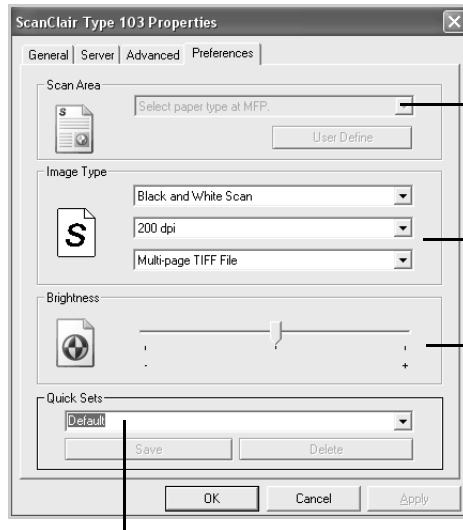 ScanClair Type 103 Properties
General Server Advanced Preferences
Scan Area
S
Select paper type at MFP.
User Define
Image Type
S
Black and White Scan
200 dpi
Multi-page TIFF File
Brightness
- +
Quick Sets
Default
Save Delete
OK Cancel Apply